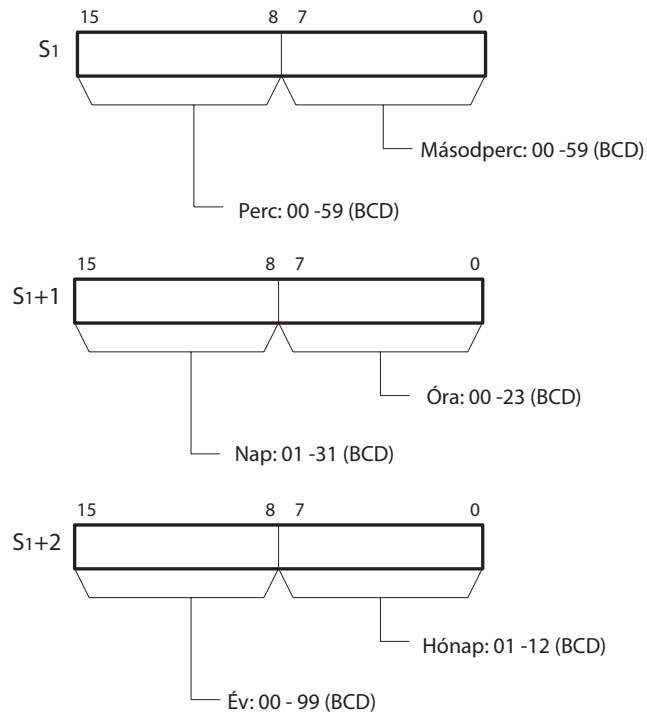 15 8 7 0
S1
Másodperc: 00 -59 (BCD)
Perc: 00 -59 (BCD)
15 8 7 0
S1+1
Óra: 00 -23 (BCD)
Nap: 01 -31 (BCD)
15 8 7 0
S1+2
Hónap: 01 -12 (BCD)
Év: 00 - 99 (BCD)